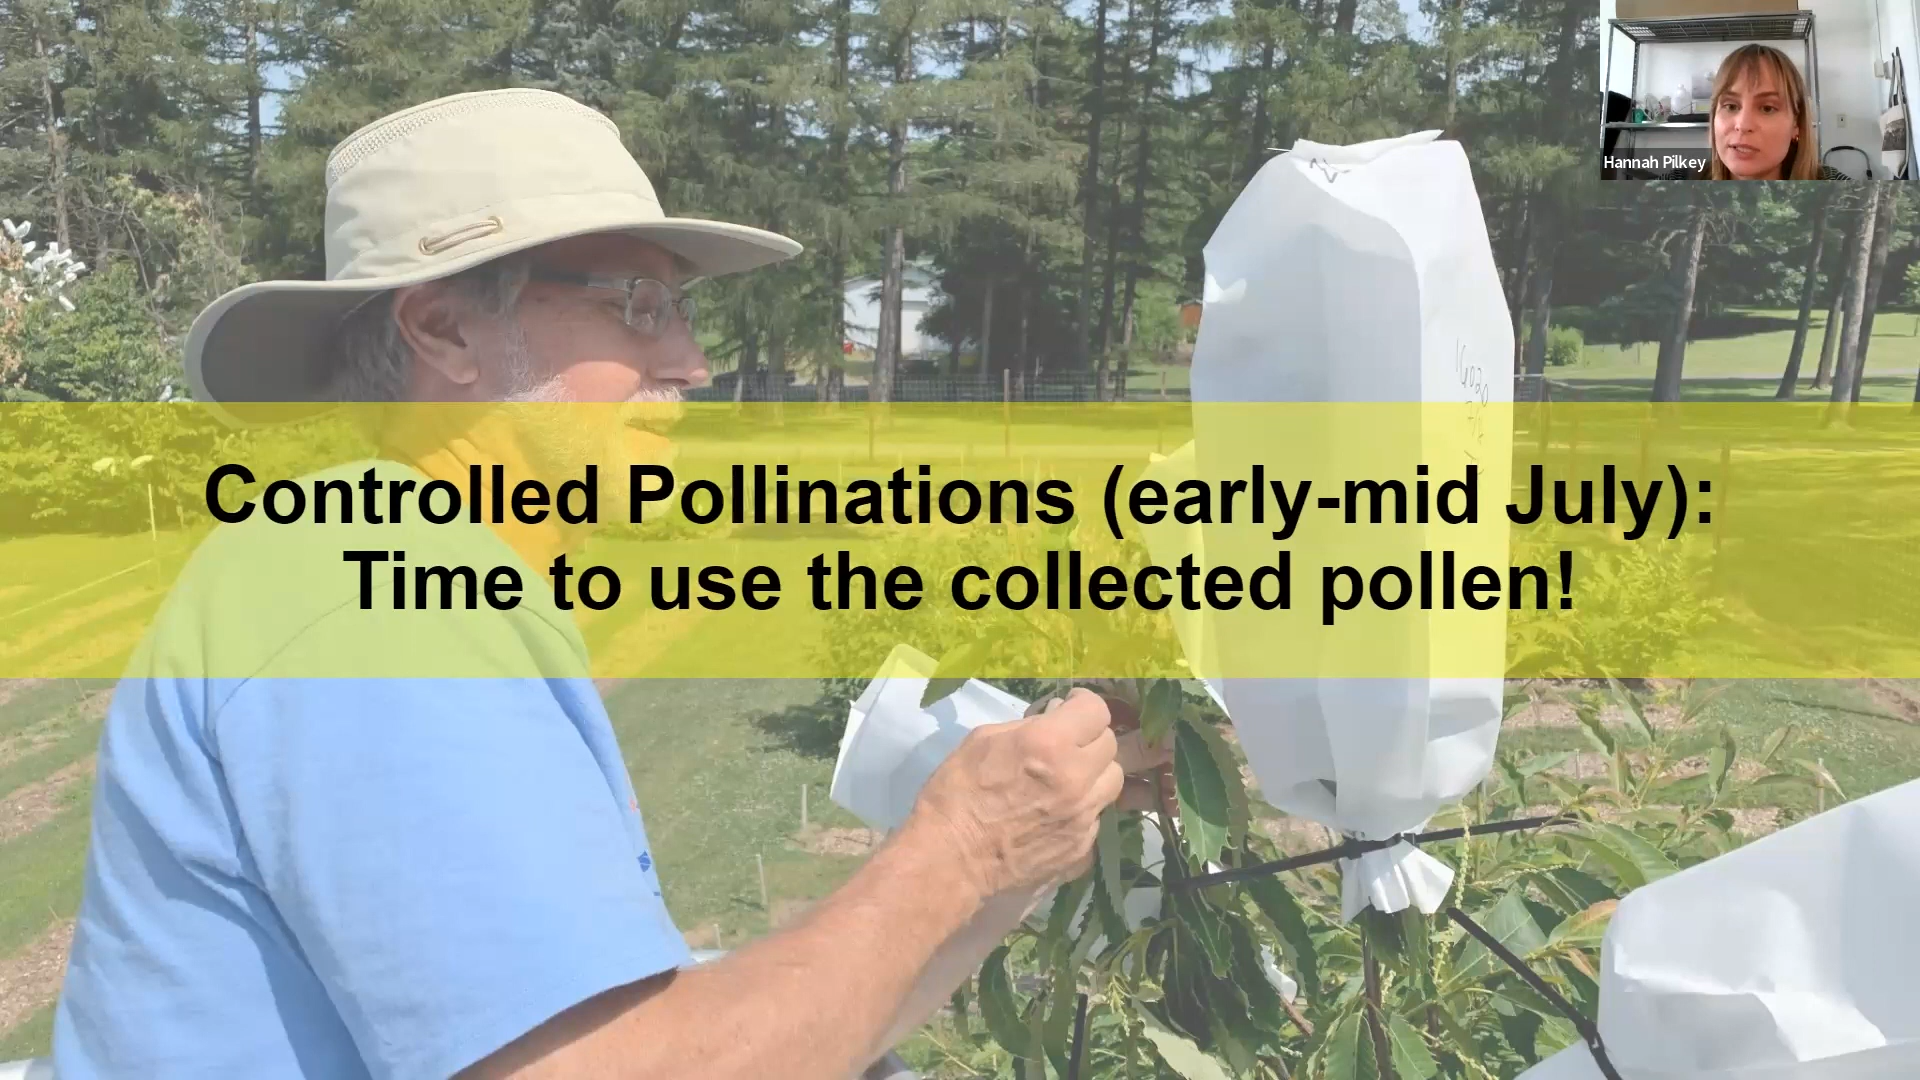 Hannah Pilkey
Controlled Pollinations (early-mid July):
Time to use the collected pollen!